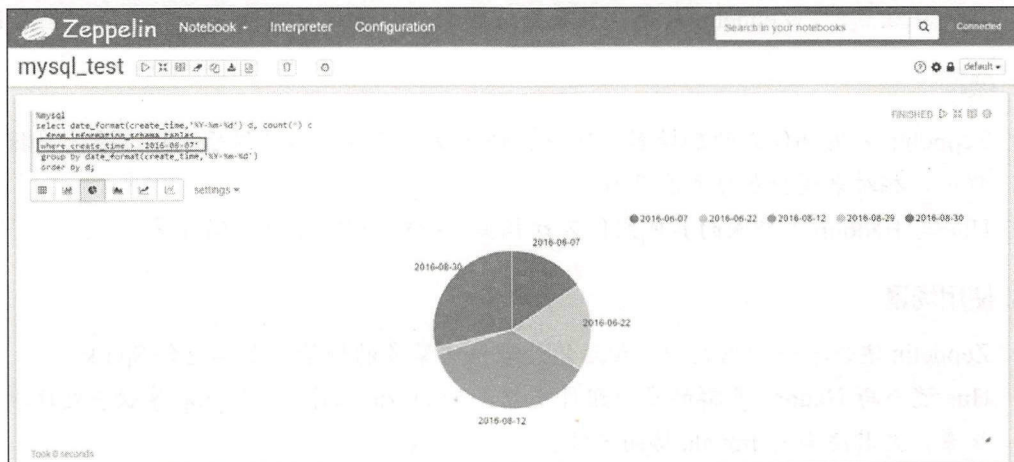 Zeppelin Notebook Interpreter Configuration Search in your notebooks Connected
mysql_test default
%mysql FINISHED
select date_format(create_time,'%Y-%m-%d') d, count(*) c
from information_schema.tables
where create_time > '2016-06-07'
group by date_format(create_time,'%Y-%m-%d')
order by d;
settings
2016-06-07 2016-06-22 2016-08-12 2016-08-29 2016-08-30
2016-06-07
2016-08-30
2016-06-22
2016-08-12
Took 0 seconds